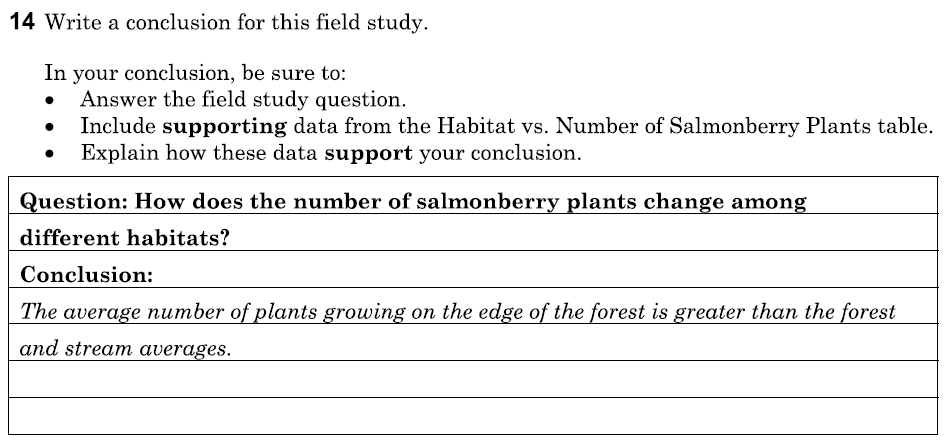 14 Write a conclusion for this field study.
In your conclusion, be sure to:
• Answer the field study question.
• Include supporting data from the Habitat vs. Number of Salmonberry Plants table.
• Explain how these data support your conclusion.
Question: How does the number of salmonberry plants change among
different habitats?
Conclusion:
The average number of plants growing on the edge of the forest is greater than the forest
and stream averages.